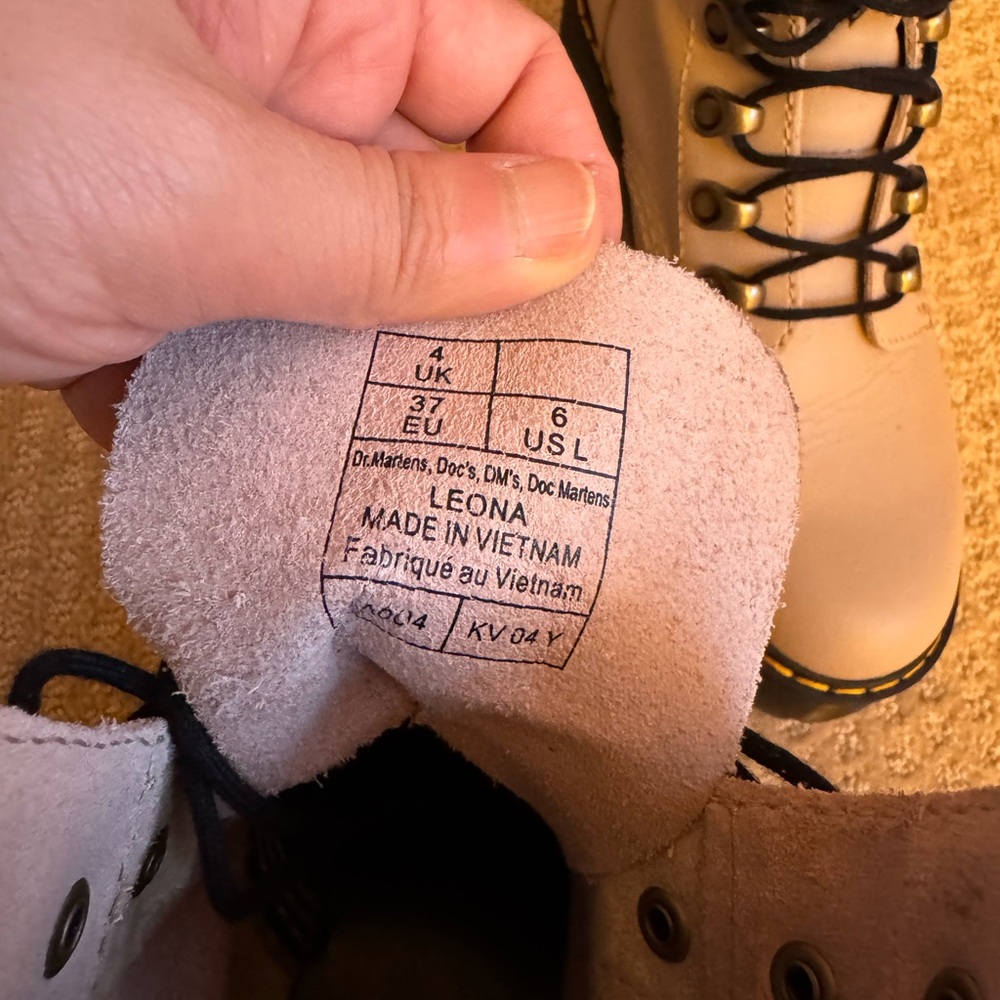 4
UK
37
EU
6
US L
Dr.Martens, Doc's, DM's, Doc Martens
LEONA
MADE IN VIETNAM
Fabriqué au Vietnam
KV 04 Y